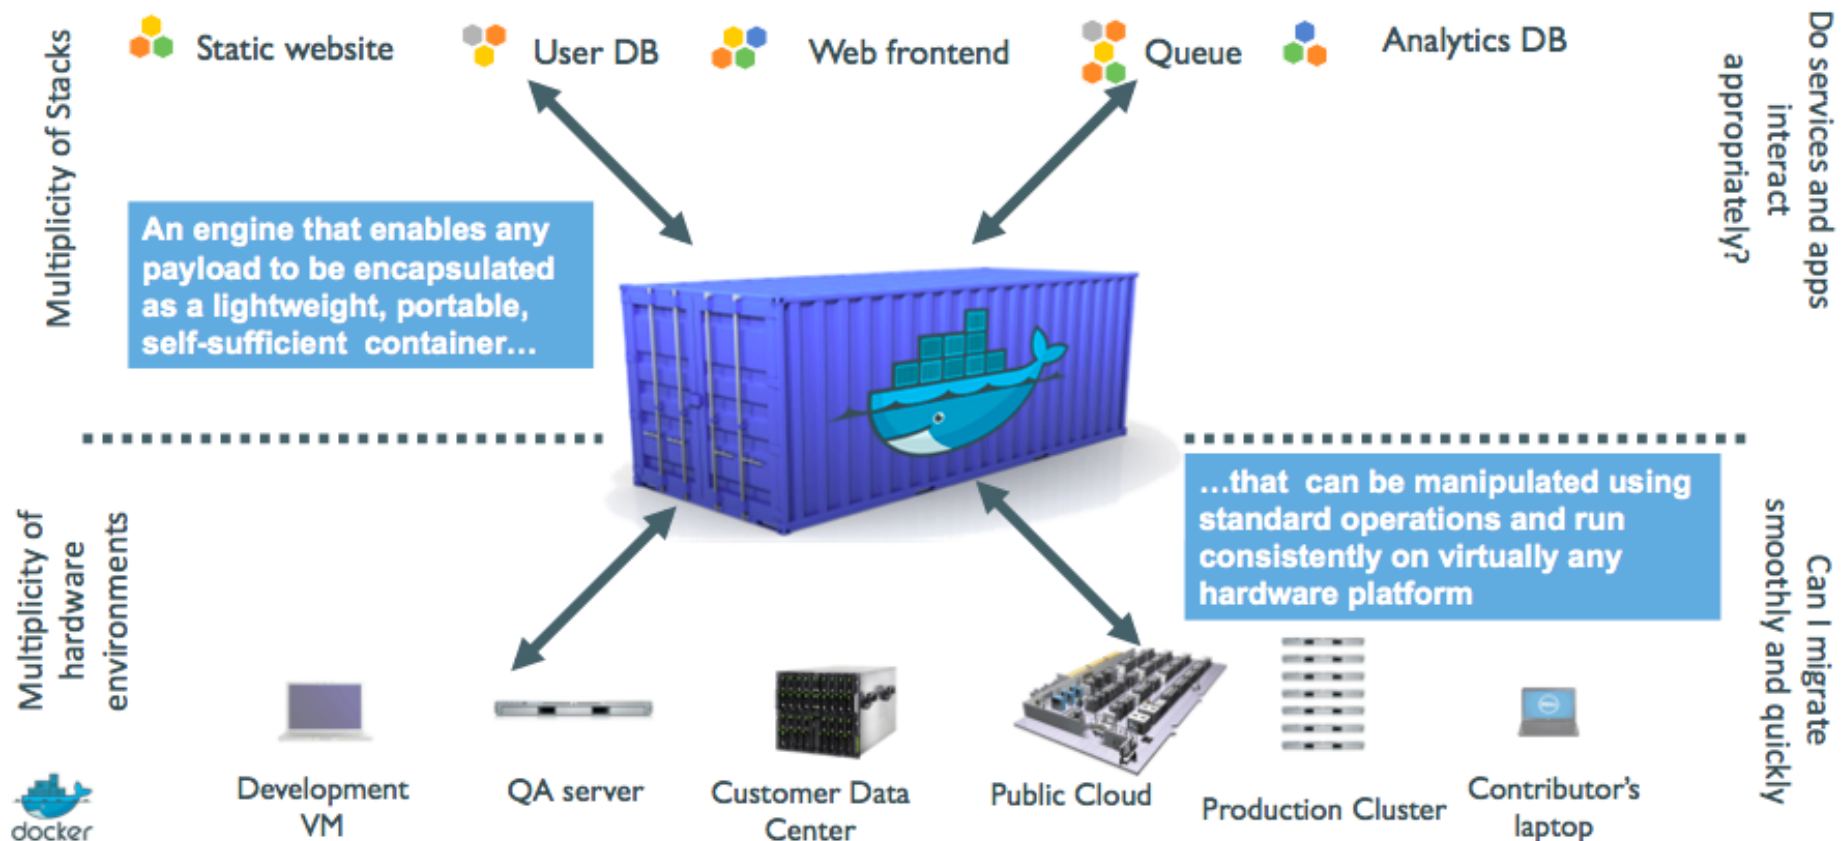 Static website
User DB
Web frontend
Queue
Analytics DB
Multiplicity of Stacks
Do services and apps
interact
appropriately?
An engine that enables any
payload to be encapsulated
as a lightweight, portable,
self-sufficient container...
...that can be manipulated using
standard operations and run
consistently on virtually any
hardware platform
Multiplicity of
hardware
environments
Can I migrate
smoothly and quickly
Development
VM
QA server
Customer Data
Center
Public Cloud
Production Cluster
Contributor's
laptop
docker